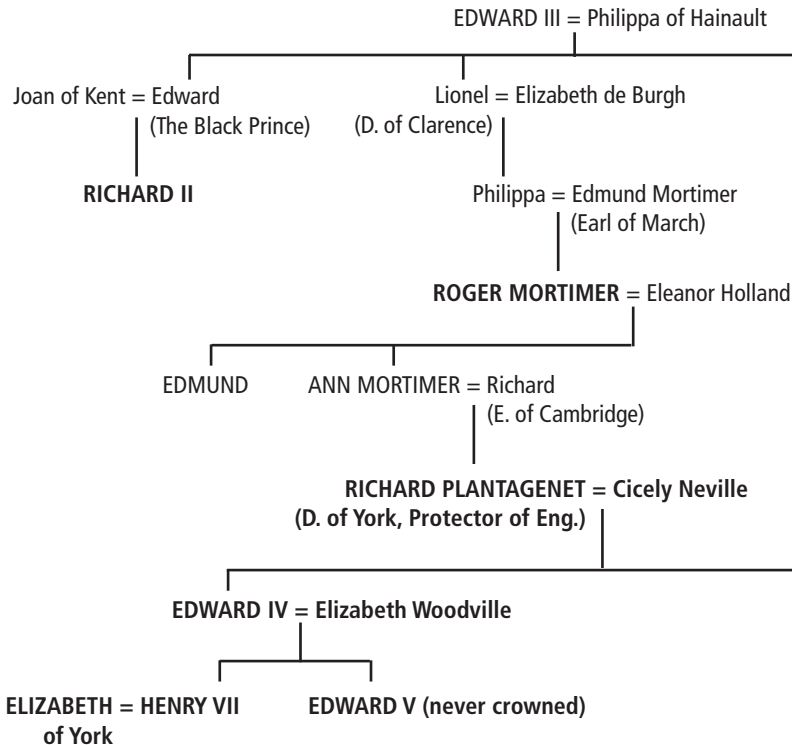 EDWARD III = Philippa of Hainault
Joan of Kent = Edward
(The Black Prince)
Lionel = Elizabeth de Burgh
(D. of Clarence)
RICHARD II
Philippa = Edmund Mortimer
(Earl of March)
ROGER MORTIMER = Eleanor Holland
EDMUND
ANN MORTIMER = Richard
(E. of Cambridge)
RICHARD PLANTAGENET = Cicely Neville
(D. of York, Protector of Eng.)
EDWARD IV = Elizabeth Woodville
ELIZABETH = HENRY VII
of York
EDWARD V (never crowned)